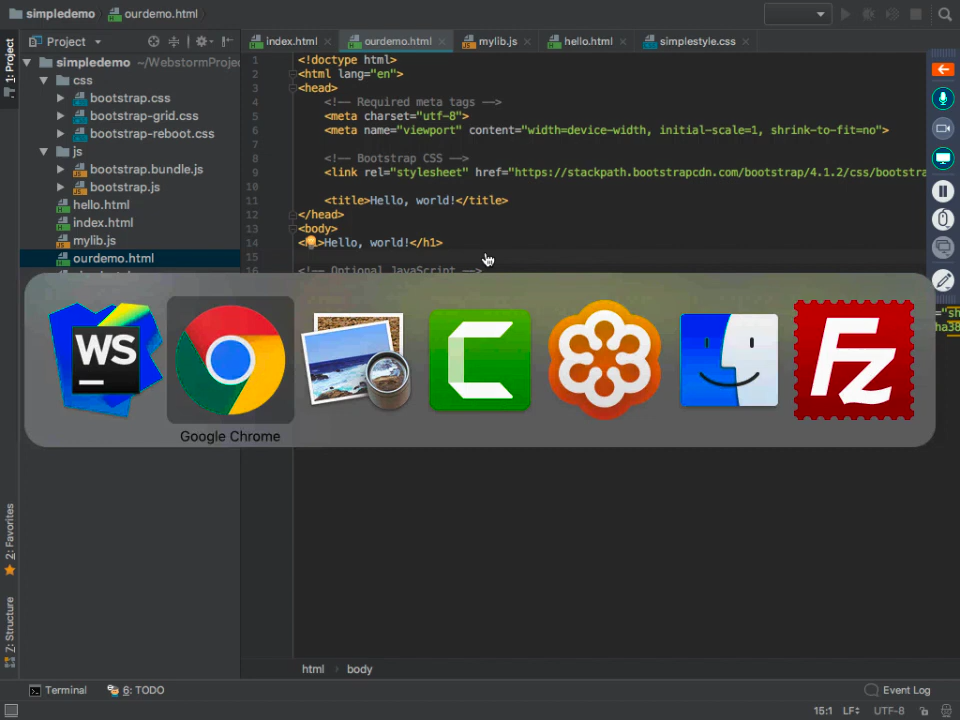 simpledemo
ourdemo.html
1: Project
Project
index.html
ourdemo.html
mylib.js
hello.html
simplestyle.css
simpledemo ~/WebstormProjec
css
bootstrap.css
bootstrap-grid.css
bootstrap-reboot.css
js
bootstrap.bundle.js
bootstrap.js
hello.html
index.html
mylib.js
ourdemo.html
1 <!doctype html>
2 <html lang="en">
3 <head>
4 <!-- Required meta tags -->
5 <meta charset="utf-8">
6 <meta name="viewport" content="width=device-width, initial-scale=1, shrink-to-fit=no">
7
8 <!-- Bootstrap CSS -->
9 <link rel="stylesheet" href="https://stackpath.bootstrapcdn.com/bootstrap/4.1.2/css/bootstra
10
11 <title>Hello, world!</title>
12 </head>
13 <body>
14 >Hello, world!</h1>
15
16 <!-- Optional JavaScript -->
="sh
ha38
WS
Fz
Google Chrome
2: Favorites
7: Structure
html
body
Terminal
6: TODO
Event Log
15:1
LF
UTF-8